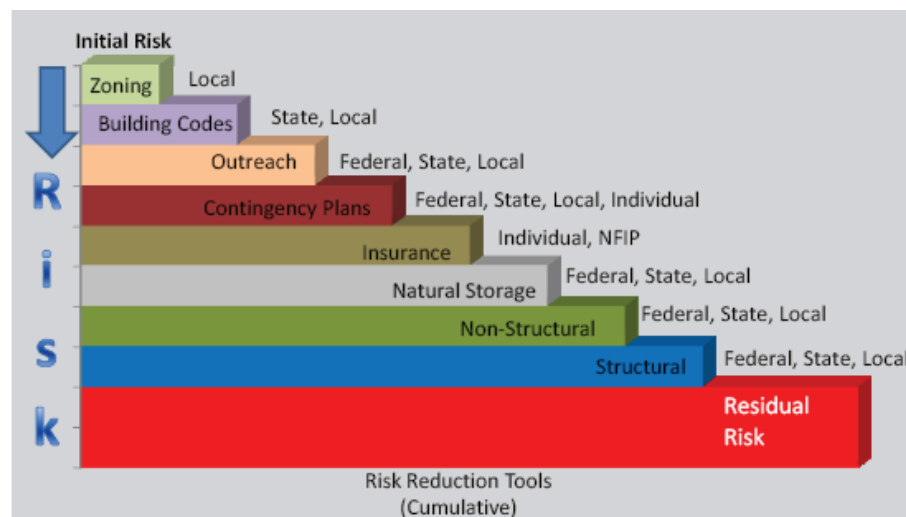 Initial Risk
Zoning
Local
Building Codes
State, Local
Outreach
Federal, State, Local
Contingency Plans
Federal, State, Local, Individual
Insurance
Individual, NFIP
Natural Storage
Federal, State, Local
Non-Structural
Federal, State, Local
Structural
Federal, State, Local
Residual
Risk
Risk
Risk Reduction Tools
(Cumulative)